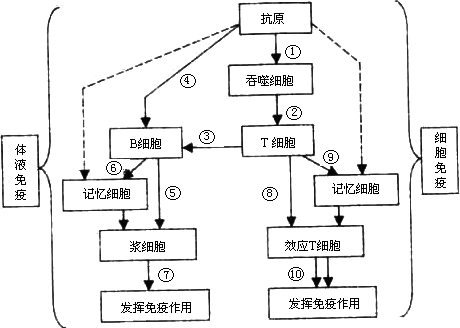 抗原
①
④
吞噬细胞
②
B细胞
③
T细胞
体液免疫
细胞免疫
⑥
⑨
记忆细胞
⑤
⑧
记忆细胞
浆细胞
效应T细胞
⑦
⑩
发挥免疫作用
发挥免疫作用